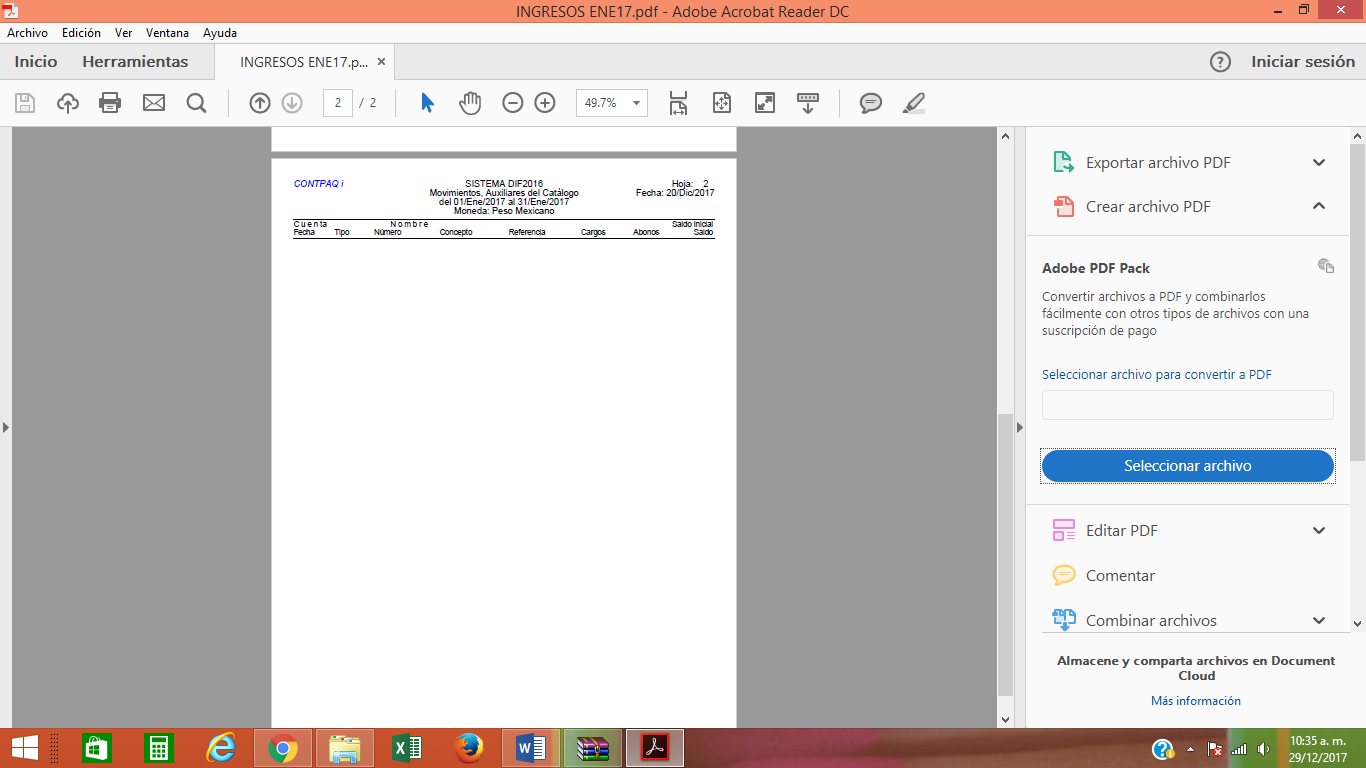 INGRESOS ENE17.pdf - Adobe Acrobat Reader DC
Archivo Edición Ver Ventana Ayuda
Inicio Herramientas INGRESOS ENE17.p... × Iniciar sesión
2 / 2 49.7%
CONTPAQ i SISTEMA DIF2016 Hoja: 2
Movimientos, Auxiliares del Catálogo Fecha: 20/Dic/2017
del 01/Ene/2017 al 31/Ene/2017
Moneda: Peso Mexicano
C u e n t a N o m b r e Saldo Inicial
Fecha Tipo Número Concepto Referencia Cargos Abonos Saldo
Exportar archivo PDF
Crear archivo PDF
Adobe PDF Pack
Convertir archivos a PDF y combinarlos
fácilmente con otros tipos de archivos con una
suscripción de pago
Seleccionar archivo para convertir a PDF
Seleccionar archivo
Editar PDF
Comentar
Combinar archivos
Almacene y comparta archivos en Document
Cloud
Más información
10:35 a. m.
29/12/2017